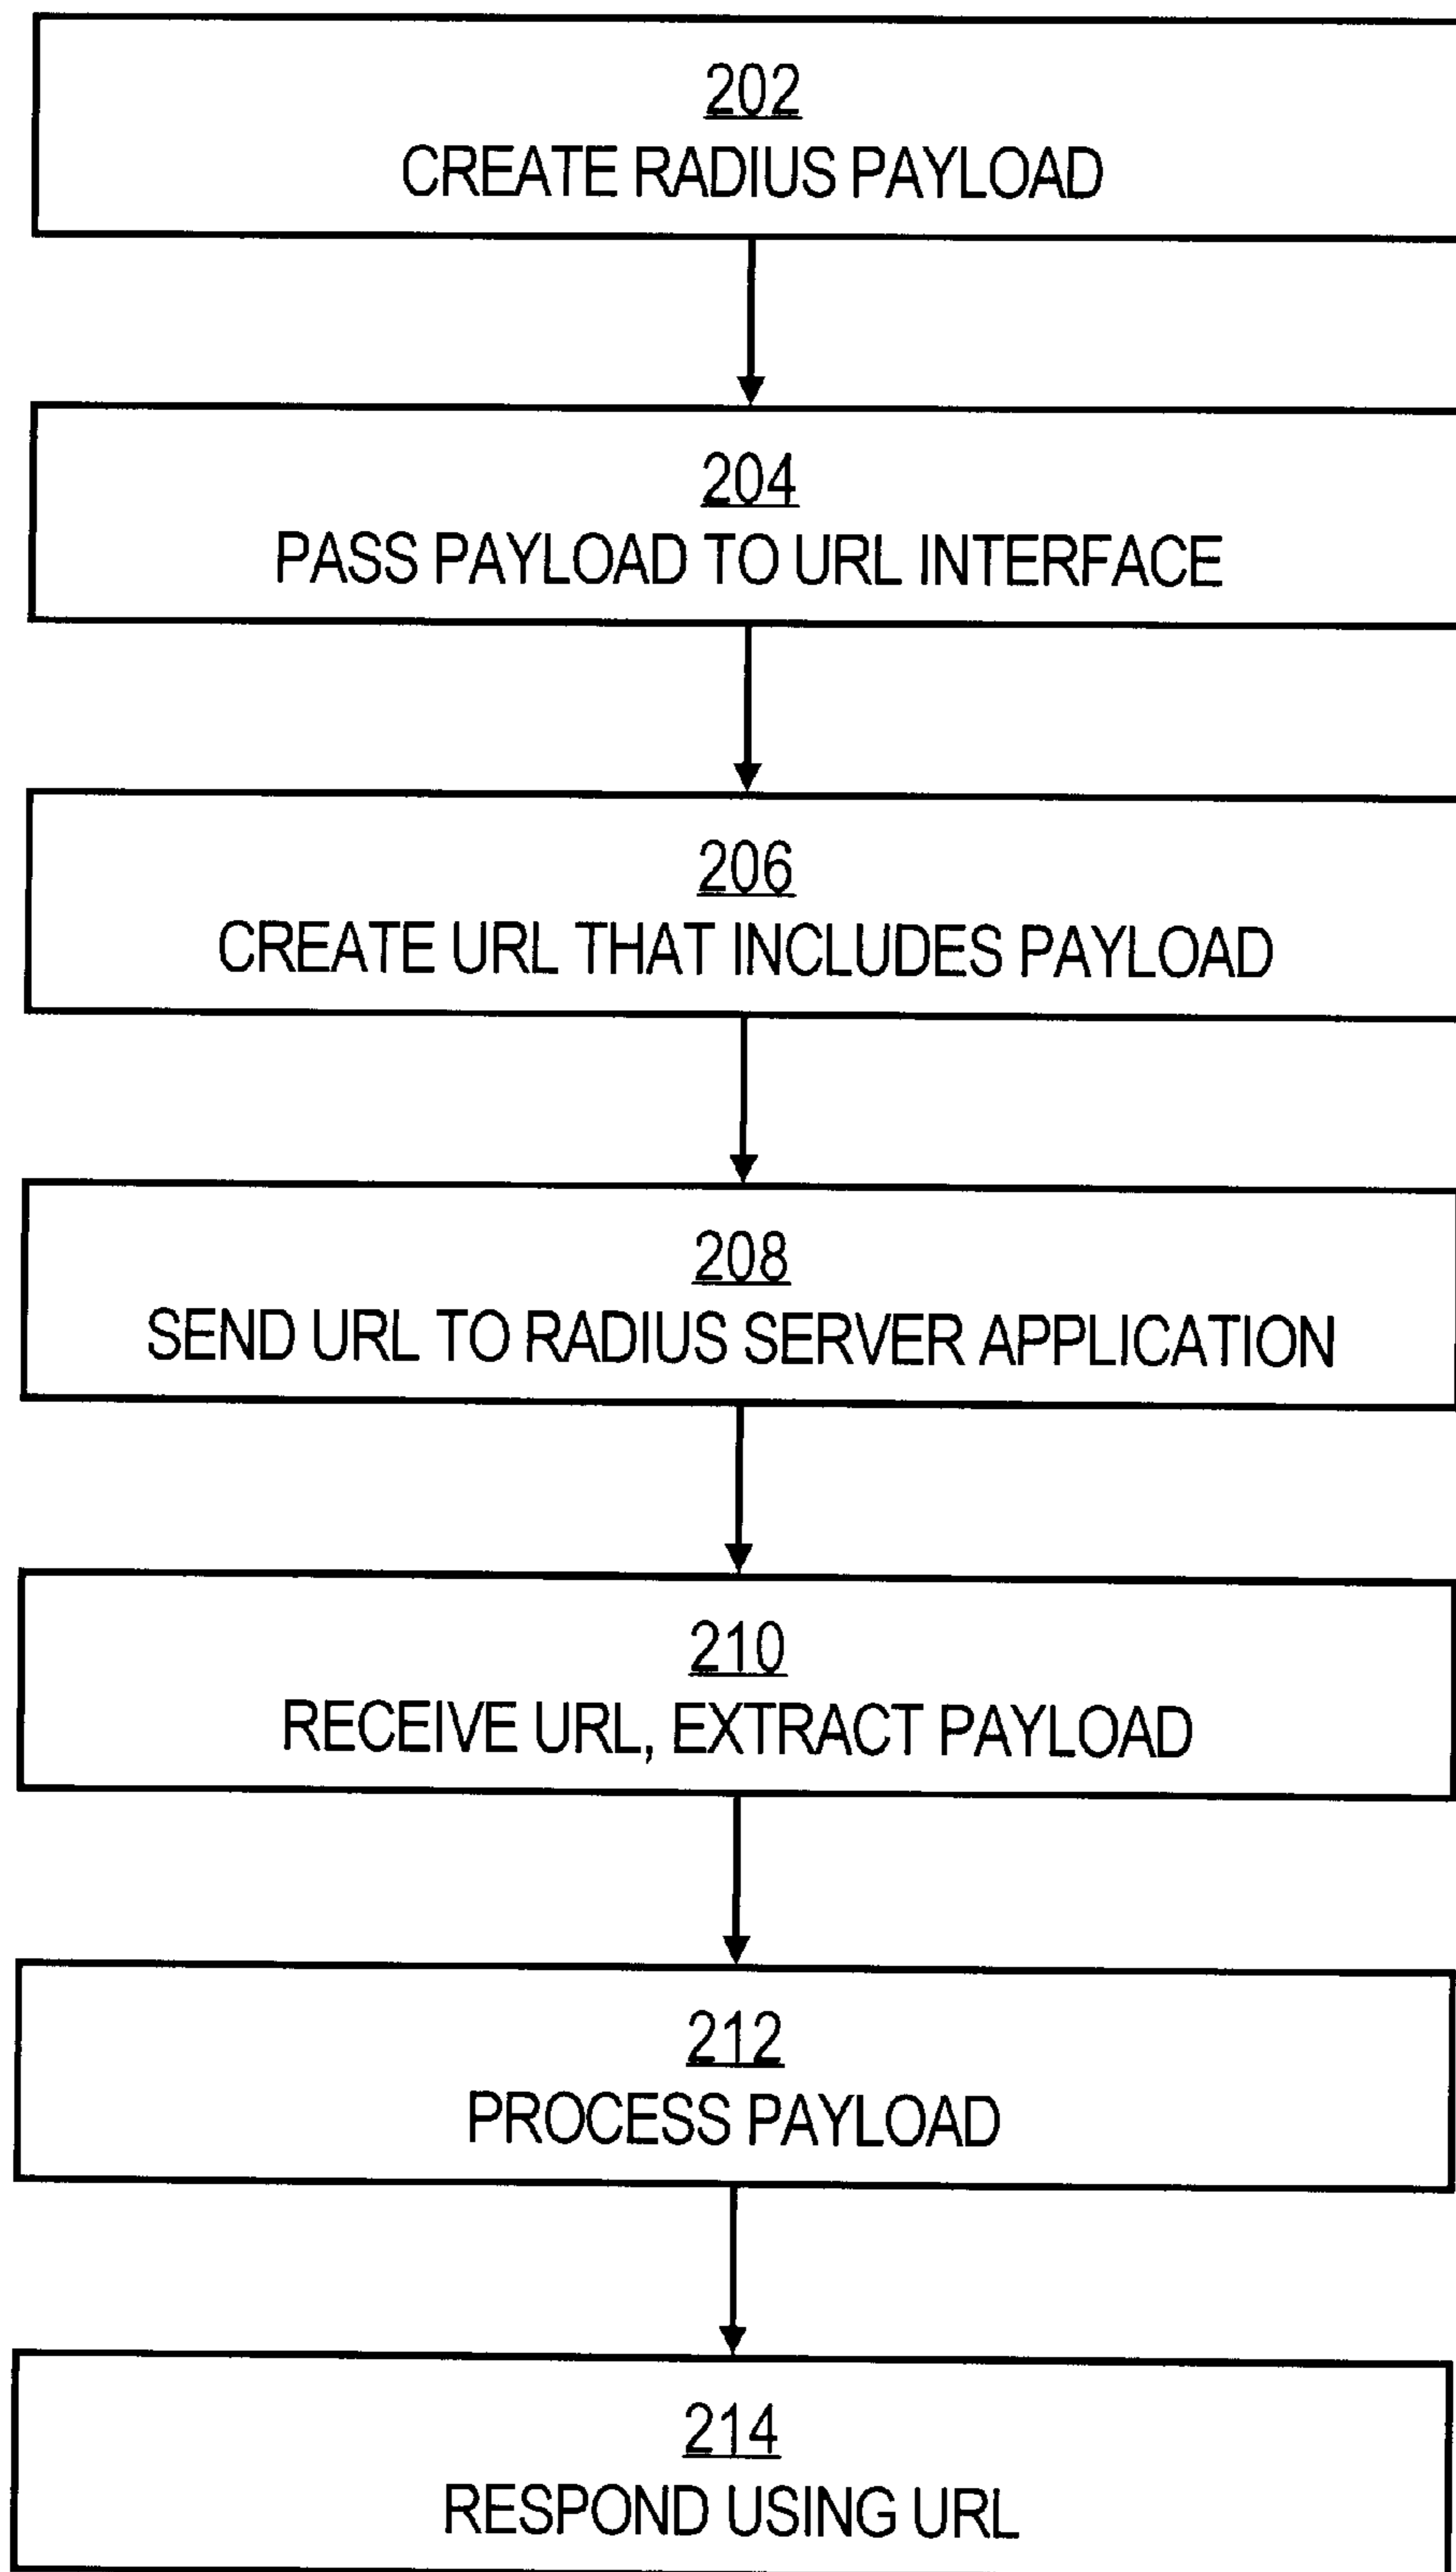 202
CREATE RADIUS PAYLOAD
204
PASS PAYLOAD TO URL INTERFACE
206
CREATE URL THAT INCLUDES PAYLOAD
208
SEND URL TO RADIUS SERVER APPLICATION
210
RECEIVE URL, EXTRACT PAYLOAD
212
PROCESS PAYLOAD
214
RESPOND USING URL